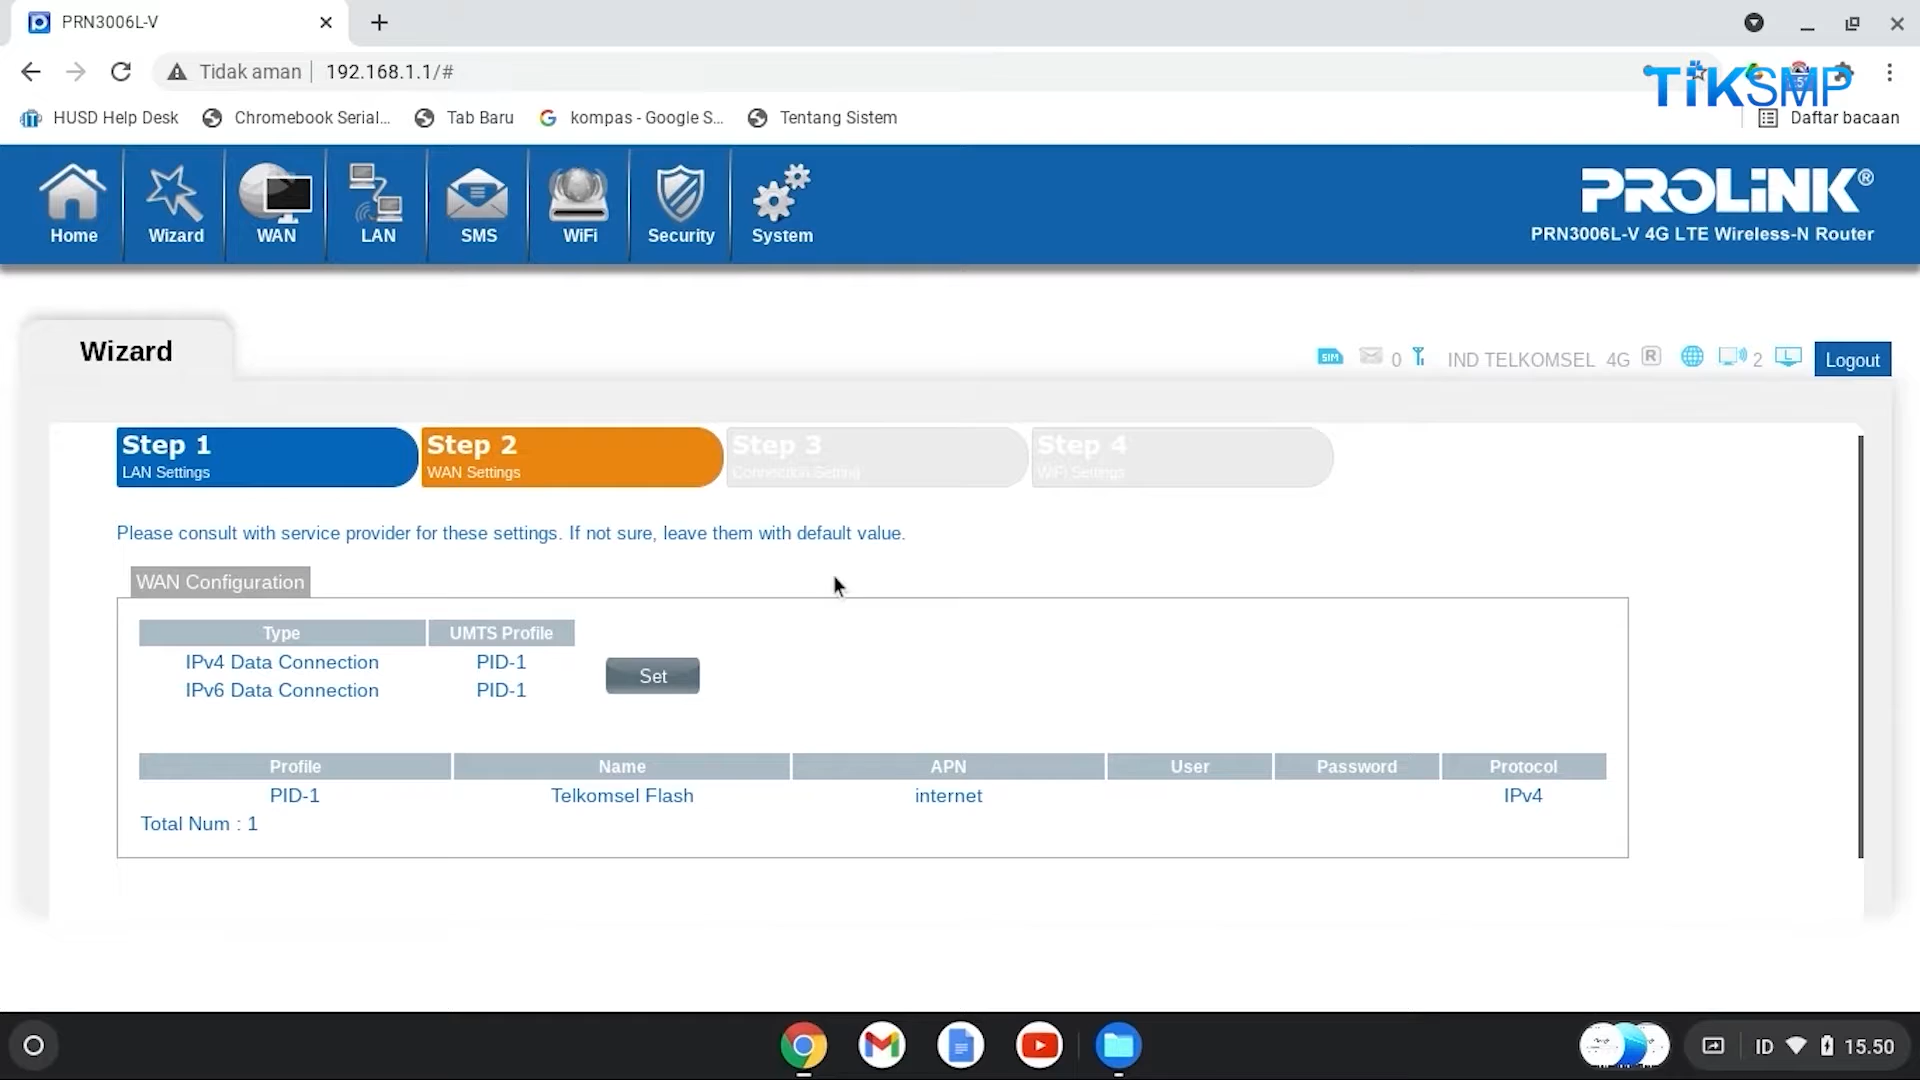 PRN3006L-V
Tidak aman
192.168.1.1/#
TiKSMP
HUSD Help Desk
Chromebook Serial...
Tab Baru
kompas - Google S...
Tentang Sistem
Daftar bacaan
Home
Wizard
WAN
LAN
SMS
WiFi
Security
System
PROLiNK®
PRN3006L-V 4G LTE Wireless-N Router
Wizard
SIM
0
IND TELKOMSEL 4G
R
2
Logout
Step 1
LAN Settings
Step 2
WAN Settings
Step 3
Connection Setting
Step 4
WiFi Settings
Please consult with service provider for these settings. If not sure, leave them with default value.
WAN Configuration
Type UMTS Profile
IPv4 Data Connection PID-1
IPv6 Data Connection PID-1
Set
Profile Name APN User Password Protocol
PID-1 Telkomsel Flash internet IPv4
Total Num : 1
ID
15.50